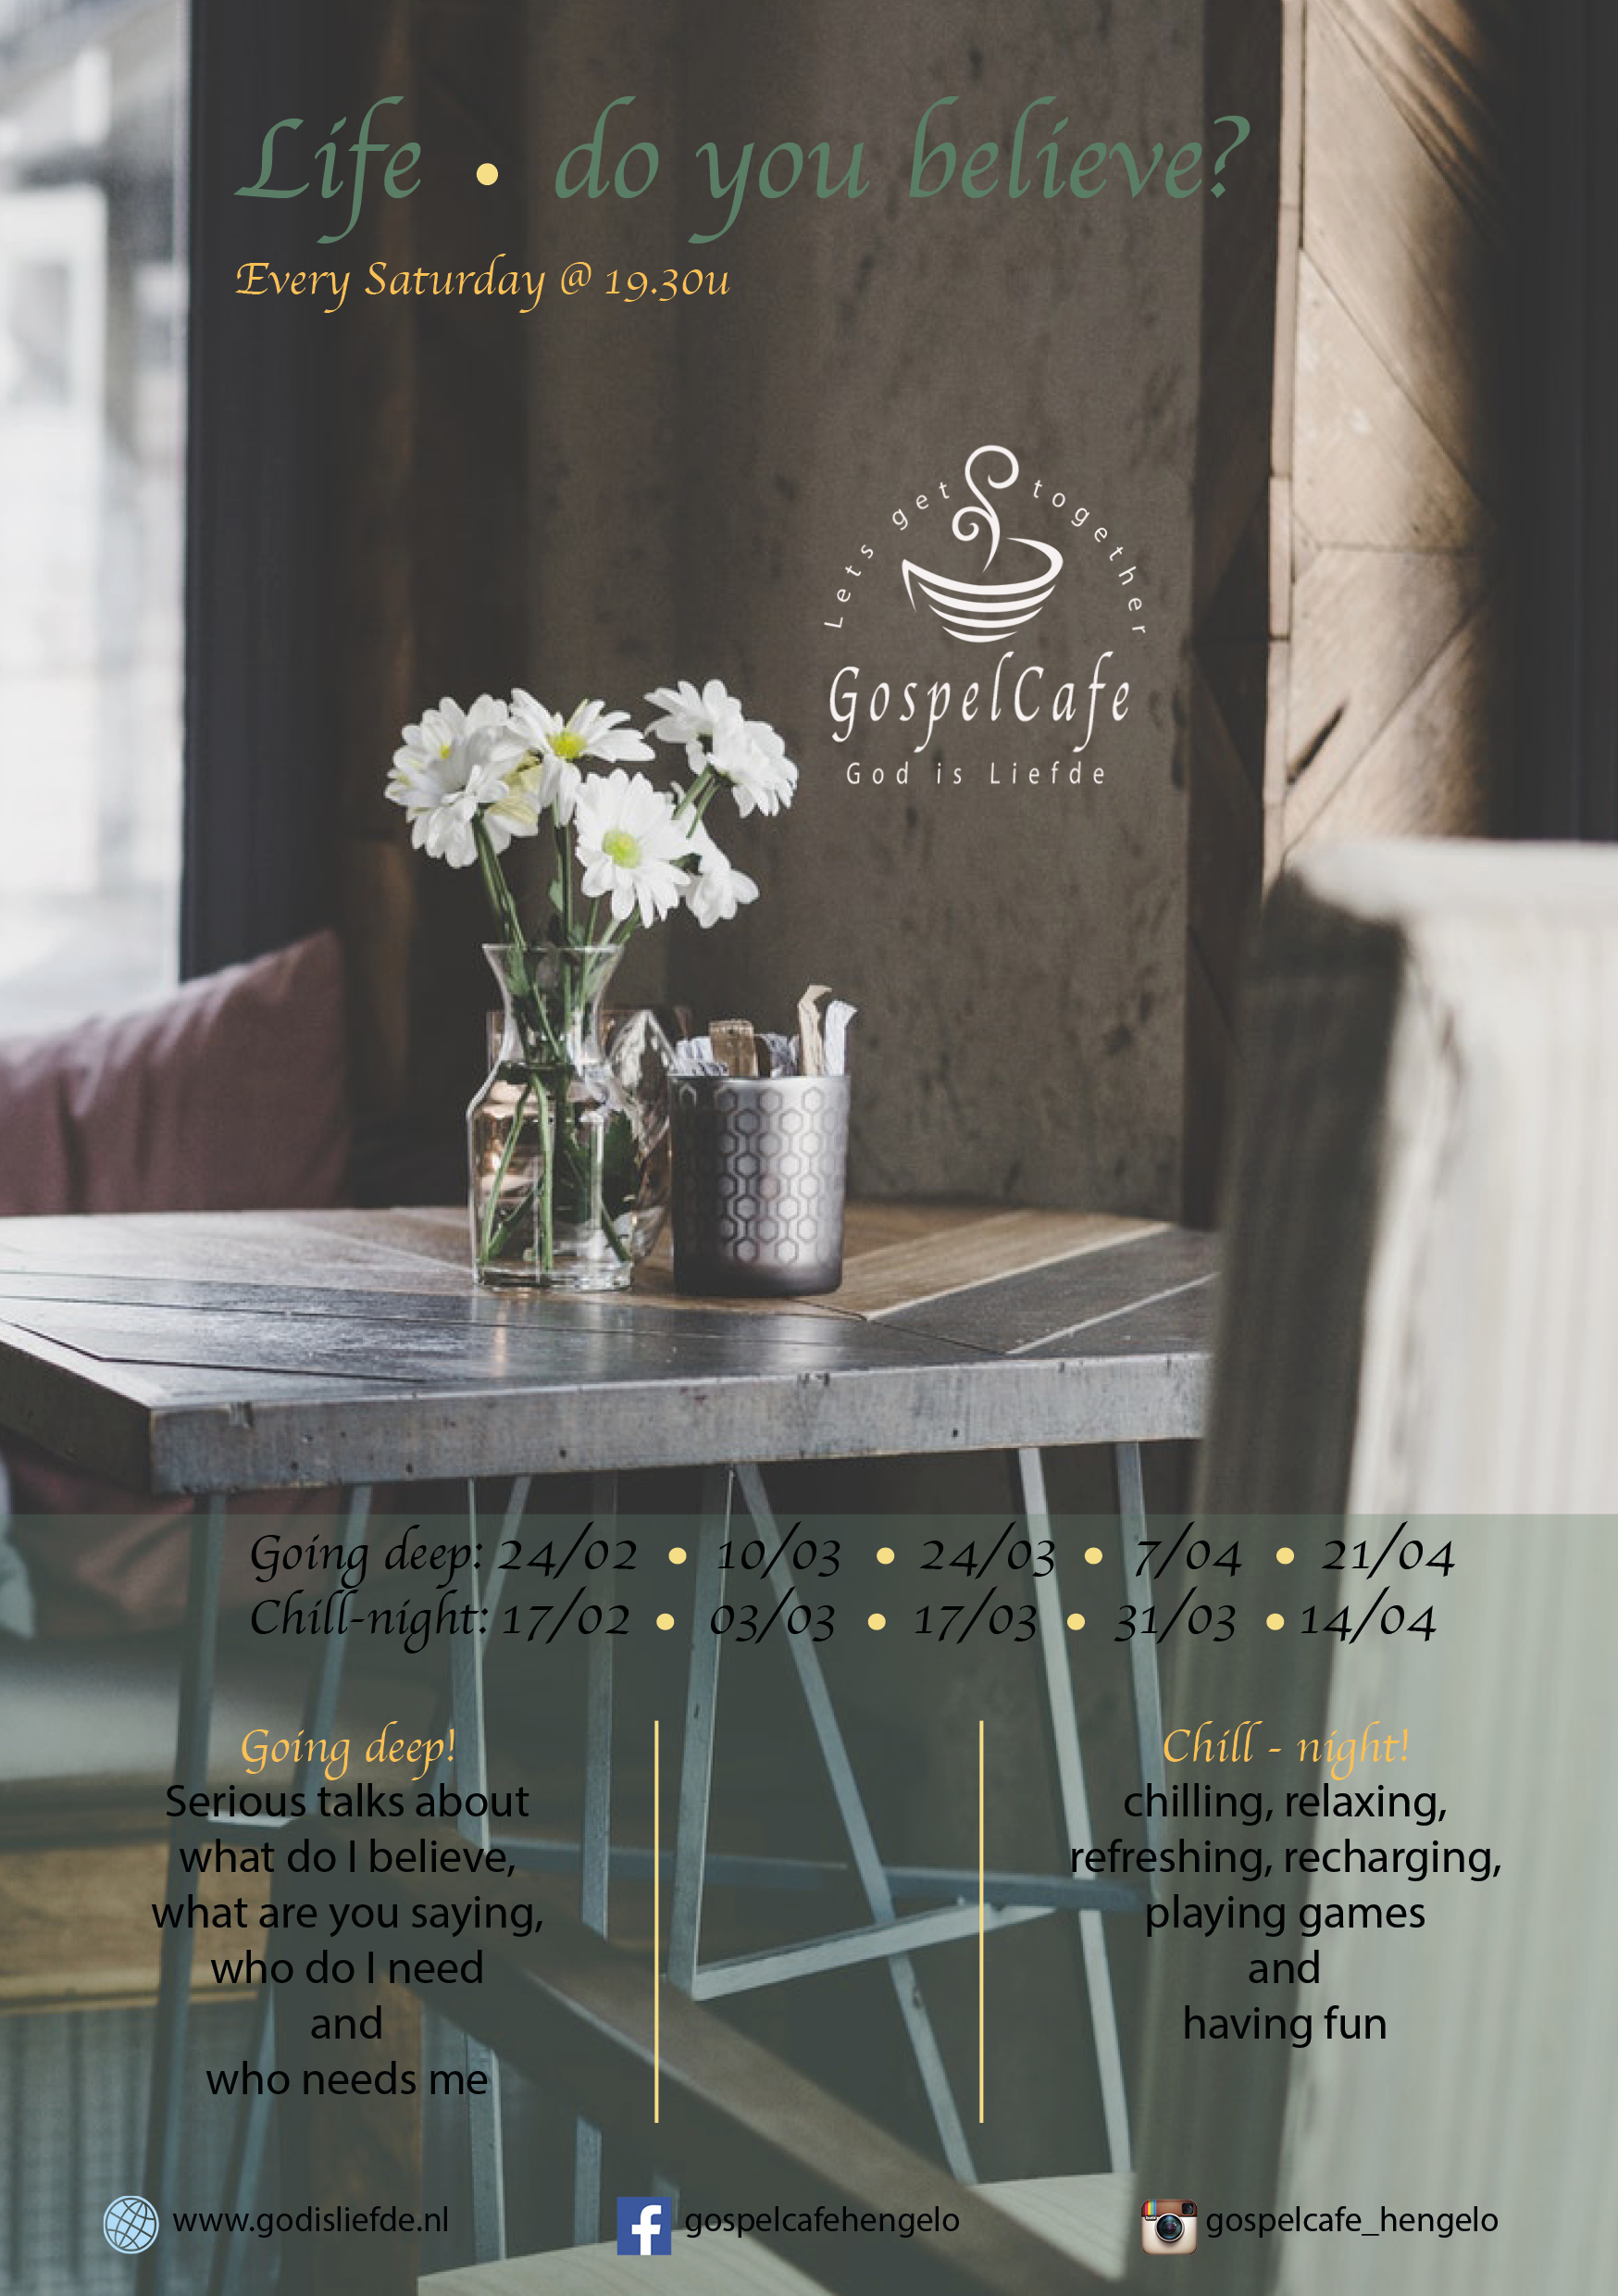 Life • do you believe?
Every Saturday @ 19.30u
Lets get together
GospelCafe
God is Liefde
Going deep: 24/02 • 10/03 • 24/03 • 7/04 • 21/04
Chill-night: 17/02 • 03/03 • 17/03 • 31/03 • 14/04
Going deep!
Serious talks about
what do I believe,
what are you saying,
who do I need
and
who needs me
Chill - night!
chilling, relaxing,
refreshing, recharging,
playing games
and
having fun
www.godisliefde.nl
gospelcafehengelo
gospelcafe_hengelo